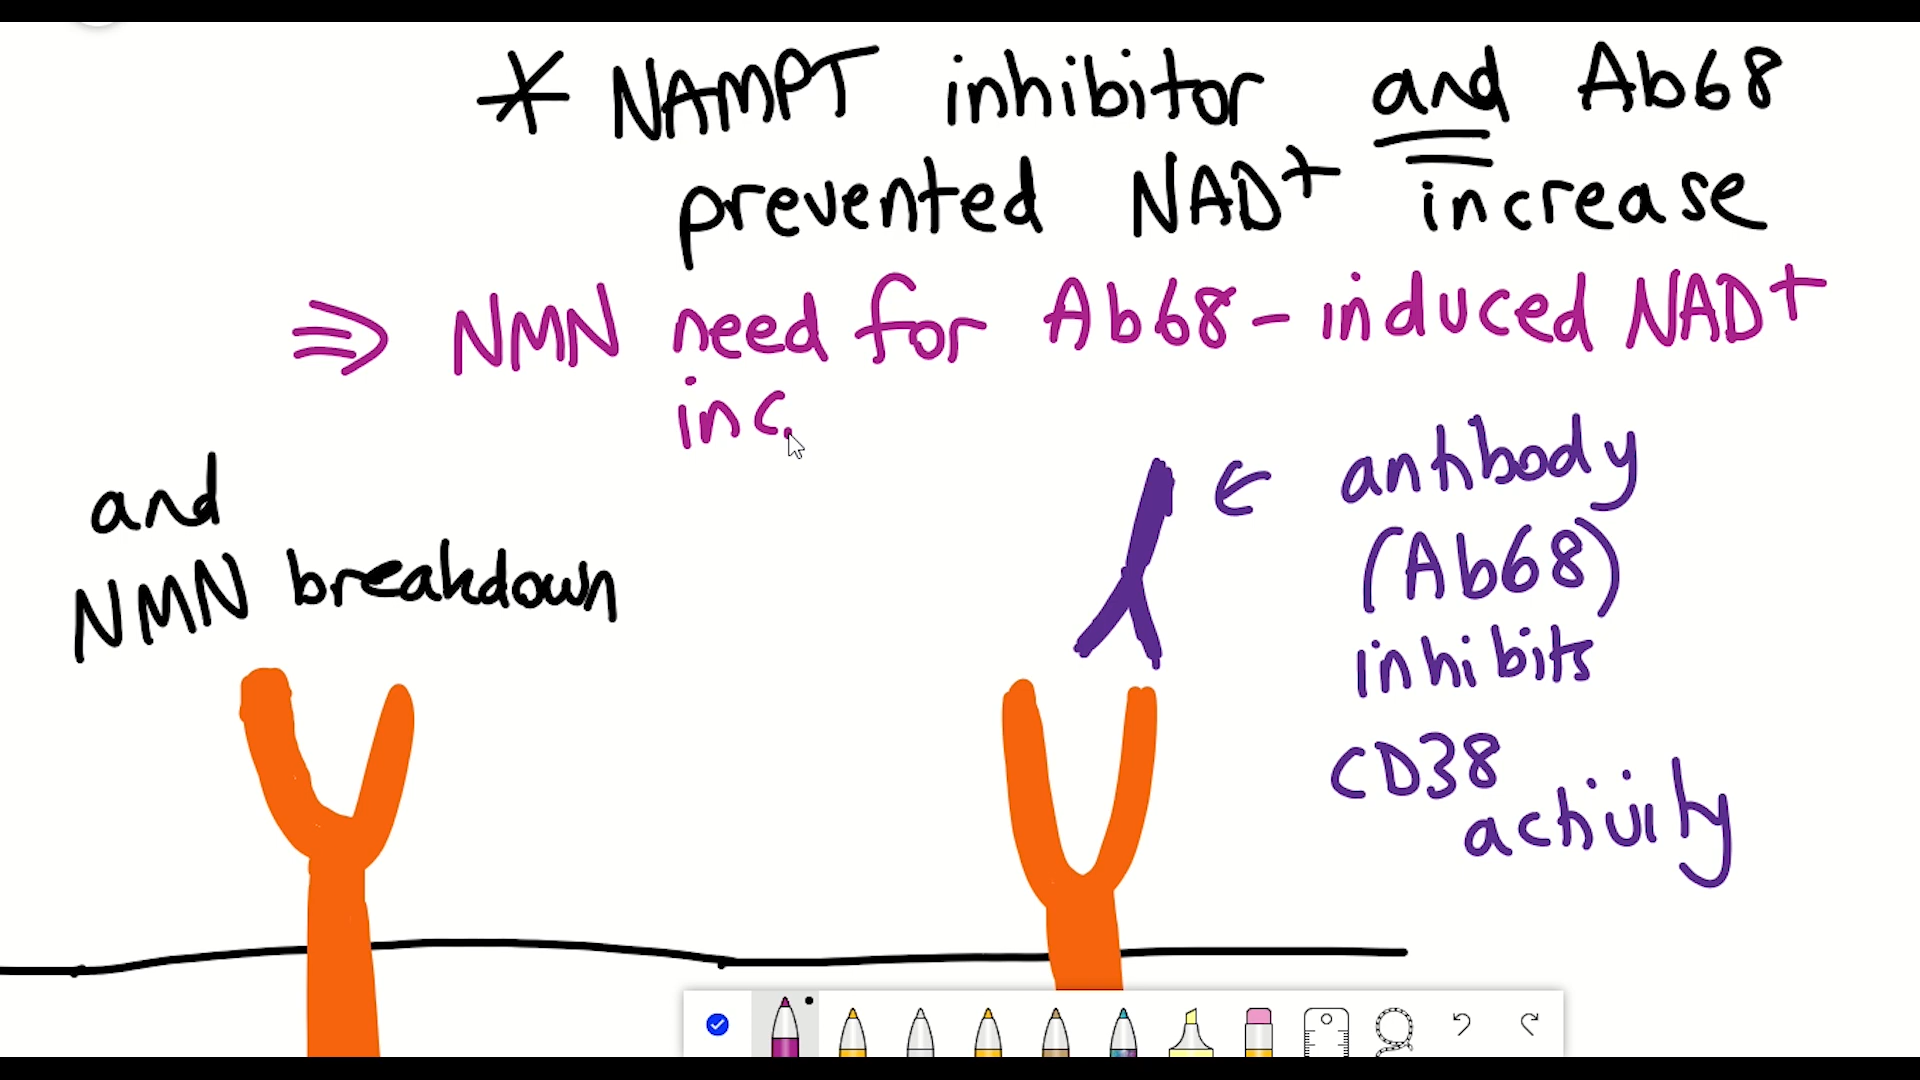 * NAMPT inhibitor and Ab68
prevented NAD+ increase
⇒ NMN need for Ab68-induced NAD+
inc.
and
NMN breakdown
← antibody
(Ab68)
inhibits
CD38
activity